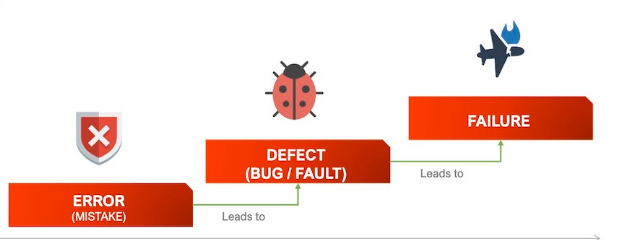 FAILURE
DEFECT
(BUG / FAULT)
Leads to
ERROR
(MISTAKE)
Leads to